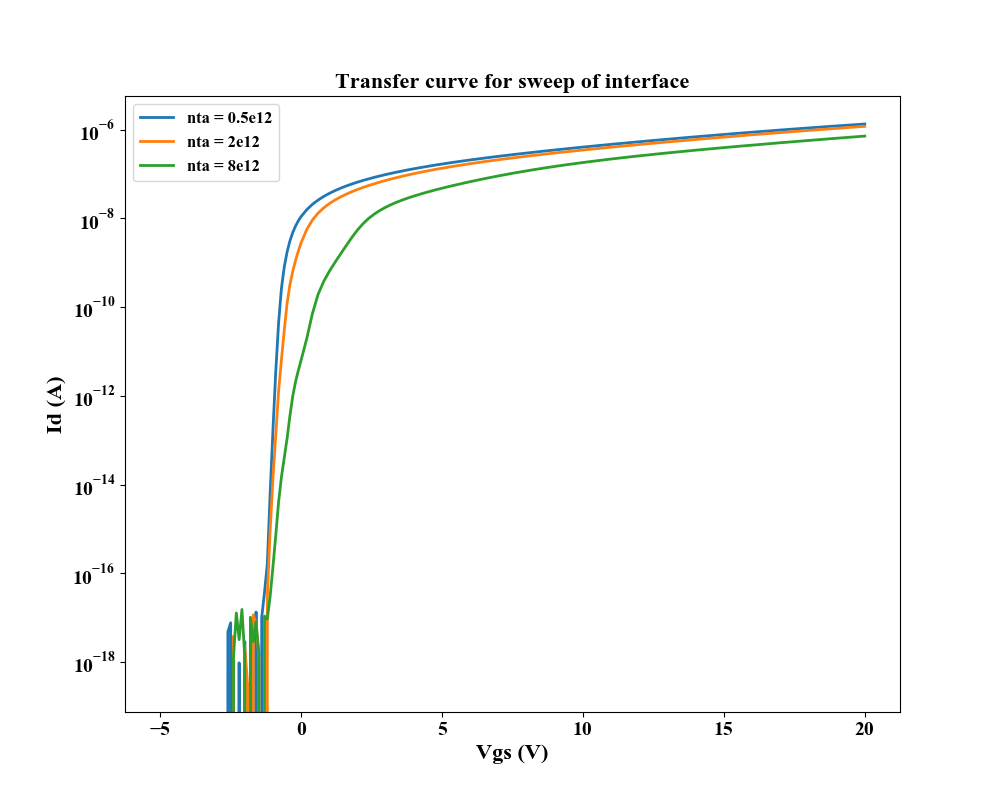 Transfer curve for sweep of interface
nta = 0.5e12
nta = 2e12
nta = 8e12
10⁻⁶
10⁻⁸
10⁻¹⁰
10⁻¹²
10⁻¹⁴
10⁻¹⁶
10⁻¹⁸
Id (A)
−5 0 5 10 15 20
Vgs (V)